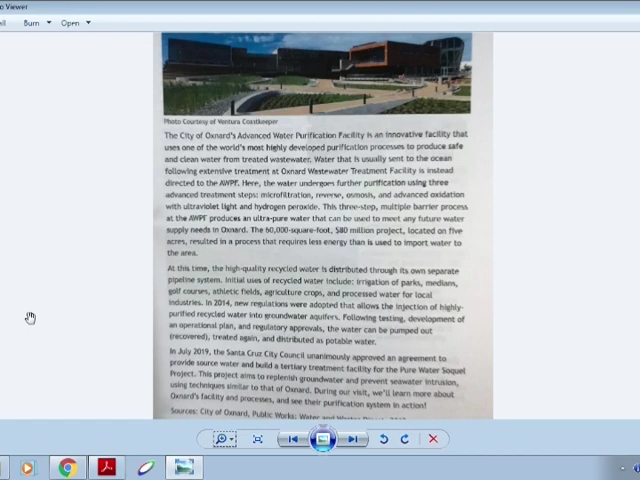 o Viewer
Burn Open
Photo Courtesy of Ventura Coastkeeper
The City of Oxnard's Advanced Water Purification Facility is an innovative facility that
uses one of the world's most highly developed purification processes to produce safe
and clean water from treated wastewater. Water that is usually sent to the ocean
following extensive treatment at Oxnard Wastewater Treatment Facility is instead
directed to the AWPF. Here, the water undergoes further purification using three
advanced treatment steps: microfiltration, reverse, osmosis, and advanced oxidation
with ultraviolet light and hydrogen peroxide. This three-step, multiple barrier process
at the AWPF produces an ultra-pure water that can be used to meet any future water
supply needs in Oxnard. The 60,000-square-foot, $80 million project, located on five
acres, resulted in a process that requires less energy than is used to import water to
the area.
At this time, the high-quality recycled water is distributed through its own separate
pipeline system. Initial uses of recycled water include: irrigation of parks, medians,
golf courses, athletic fields, agriculture crops, and processed water for local
industries. In 2014, new regulations were adopted that allows the injection of highly-
purified recycled water into groundwater aquifers. Following testing, development of
an operational plan, and regulatory approvals, the water can be pumped out
(recovered), treated again, and distributed as potable water.
In July 2019, the Santa Cruz City Council unanimously approved an agreement to
provide source water and build a tertiary treatment facility for the Pure Water Soquel
Project. This project aims to replenish groundwater and prevent seawater intrusion,
using techniques similar to that of Oxnard. During our visit, we'll learn more about
Oxnard's facility and processes, and see their purification system in action!
Sources: City of Oxnard, Public Works: Water and